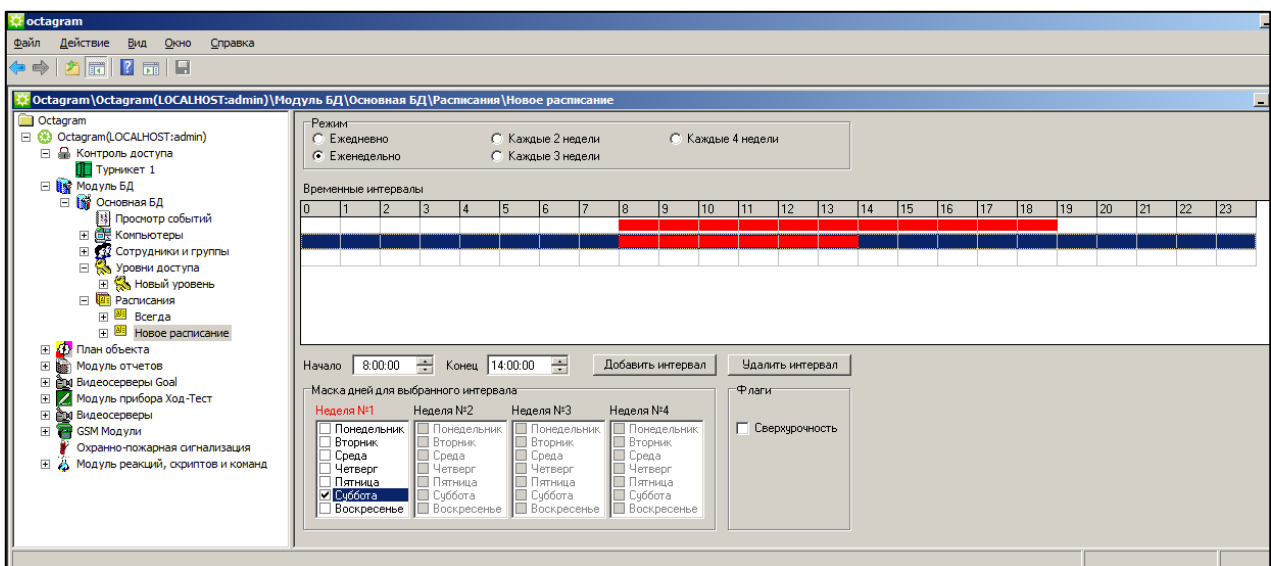 octagram
Файл Действие Вид Окно Справка
Octagram\Octagram(LOCALHOST:admin)\Модуль БД\Основная БД\Расписания\Новое расписание
Octagram
Octagram(LOCALHOST:admin)
Контроль доступа
Турникет 1
Модуль БД
Основная БД
Просмотр событий
Компьютеры
Сотрудники и группы
Уровни доступа
Новый уровень
Расписания
Всегда
Новое расписание
План объекта
Модуль отчетов
Видеосерверы Goal
Модуль прибора Ход-Тест
Видеосерверы
GSM Модули
Охранно-пожарная сигнализация
Модуль реакций, скриптов и команд
Режим
Ежедневно Каждые 2 недели Каждые 4 недели
Еженедельно Каждые 3 недели
Временные интервалы
0 1 2 3 4 5 6 7 8 9 10 11 12 13 14 15 16 17 18 19 20 21 22 23
Начало 8:00:00 Конец 14:00:00 Добавить интервал Удалить интервал
Маска дней для выбранного интервала Флаги
Неделя №1 Неделя №2 Неделя №3 Неделя №4
Понедельник Понедельник Понедельник Понедельник Сверхурочность
Вторник Вторник Вторник Вторник
Среда Среда Среда Среда
Четверг Четверг Четверг Четверг
Пятница Пятница Пятница Пятница
Суббота Суббота Суббота Суббота
Воскресенье Воскресенье Воскресенье Воскресенье